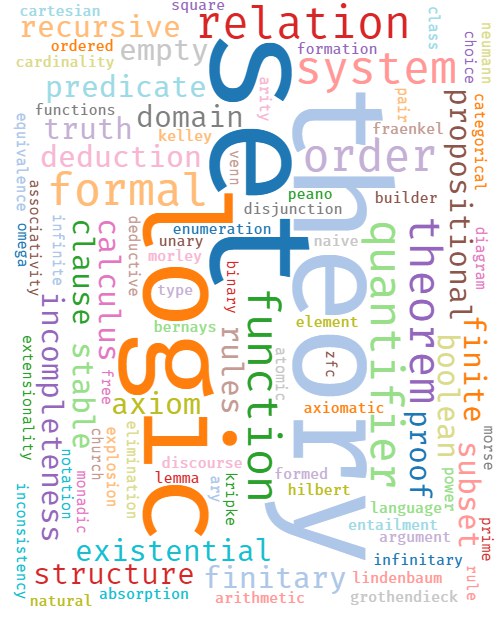 square
cartesian
relation
class
neumann
recursive
ordered
empty
formation
choice
cardinality
system
predicate
set
arity
theory
pair
categorical
functions
domain
propositional
truth
kelley
fraenkel
order
equivalence
deduction
venn
formal
peano
builder
associativity
disjunction
logic
infinite
deductive
enumeration
naive
quantifier
theorem
omega
clause
calculus
unary
diagram
morley
binary
type
function
incompleteness
bernays
rules
element
finite
extensionality
stable
free
atomic
zfc
boolean
axiom
axiomatic
proof
notation
church
explosion
elimination
subset
morse
discourse
power
monadic
lemma
ary
kripke
formed
inconsistency
hilbert
language
prime
entailment
existential
argument
infinitary
structure
finitary
lindenbaum
rule
natural
absorption
arithmetic
grothendieck